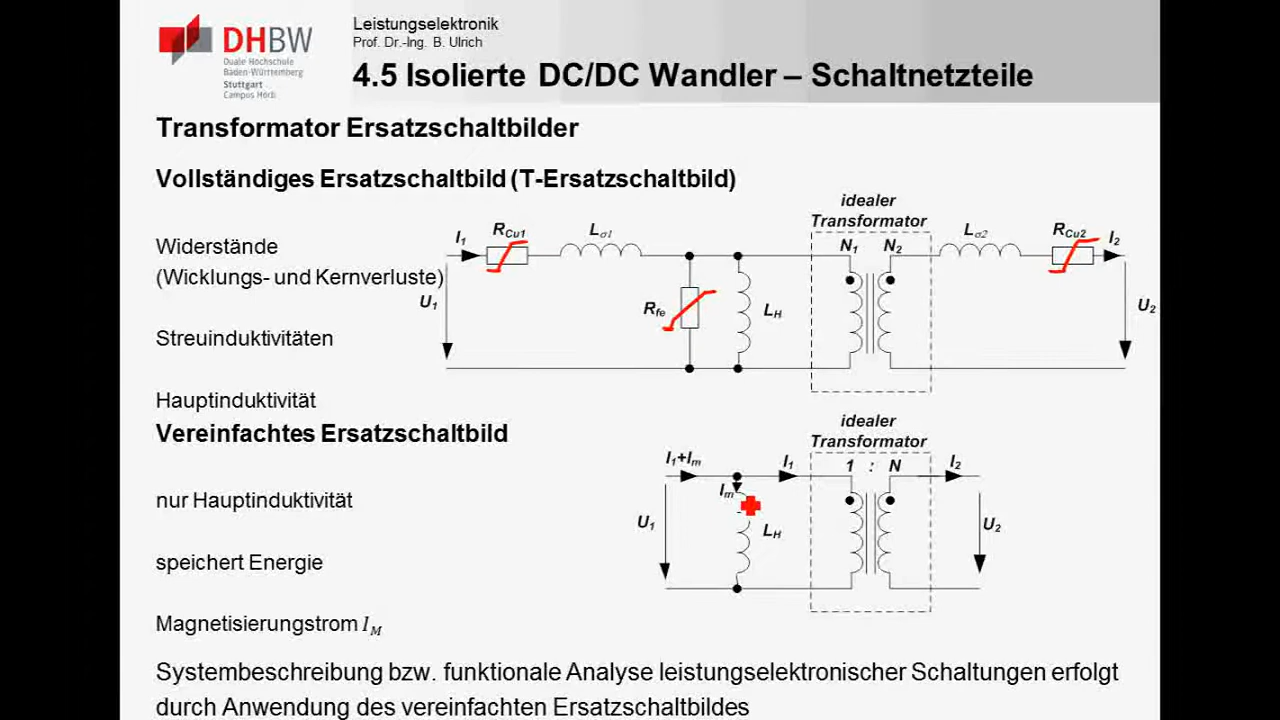 DHBW
Duale Hochschule
Baden-Württemberg
Stuttgart
Campus Horb
Leistungselektronik
Prof. Dr.-Ing. B. Ulrich
4.5 Isolierte DC/DC Wandler – Schaltnetzteile
Transformator Ersatzschaltbilder
Vollständiges Ersatzschaltbild (T-Ersatzschaltbild)
idealer
Transformator
I1 RCu1 Lσ1 N1 N2 Lσ2 RCu2 I2
Widerstände
(Wicklungs- und Kernverluste)
U1 Rfe LH U2
Streuinduktivitäten
Hauptinduktivität
Vereinfachtes Ersatzschaltbild
idealer
Transformator
I1+Im I1 1 : N I2
nur Hauptinduktivität
Im
U1 LH U2
speichert Energie
Magnetisierungstrom IM
Systembeschreibung bzw. funktionale Analyse leistungselektronischer Schaltungen erfolgt
durch Anwendung des vereinfachten Ersatzschaltbildes